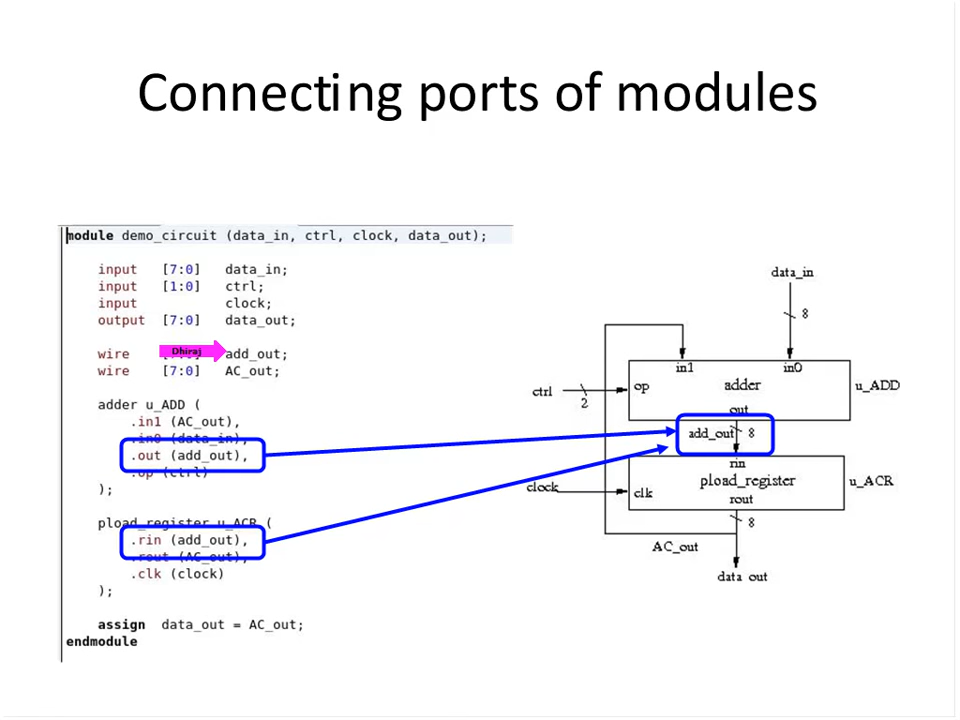 Connecting ports of modules
module demo_circuit (data_in, ctrl, clock, data_out);
input [7:0] data_in;
input [1:0] ctrl;
input clock;
output [7:0] data_out;
wire Dhiraj add_out;
wire [7:0] AC_out;
adder u_ADD (
.in1 (AC_out),
.in0 (data_in),
.out (add_out),
.op (ctrl)
);
pload_register u_ACR (
.rin (add_out),
.rout (AC_out),
.clk (clock)
);
assign data_out = AC_out;
endmodule
data_in
8
in1 in0
ctrl
2
op adder u_ADD
out
add_out 8
rin
clock
clk pload_register u_ACR
rout
8
AC_out
data out